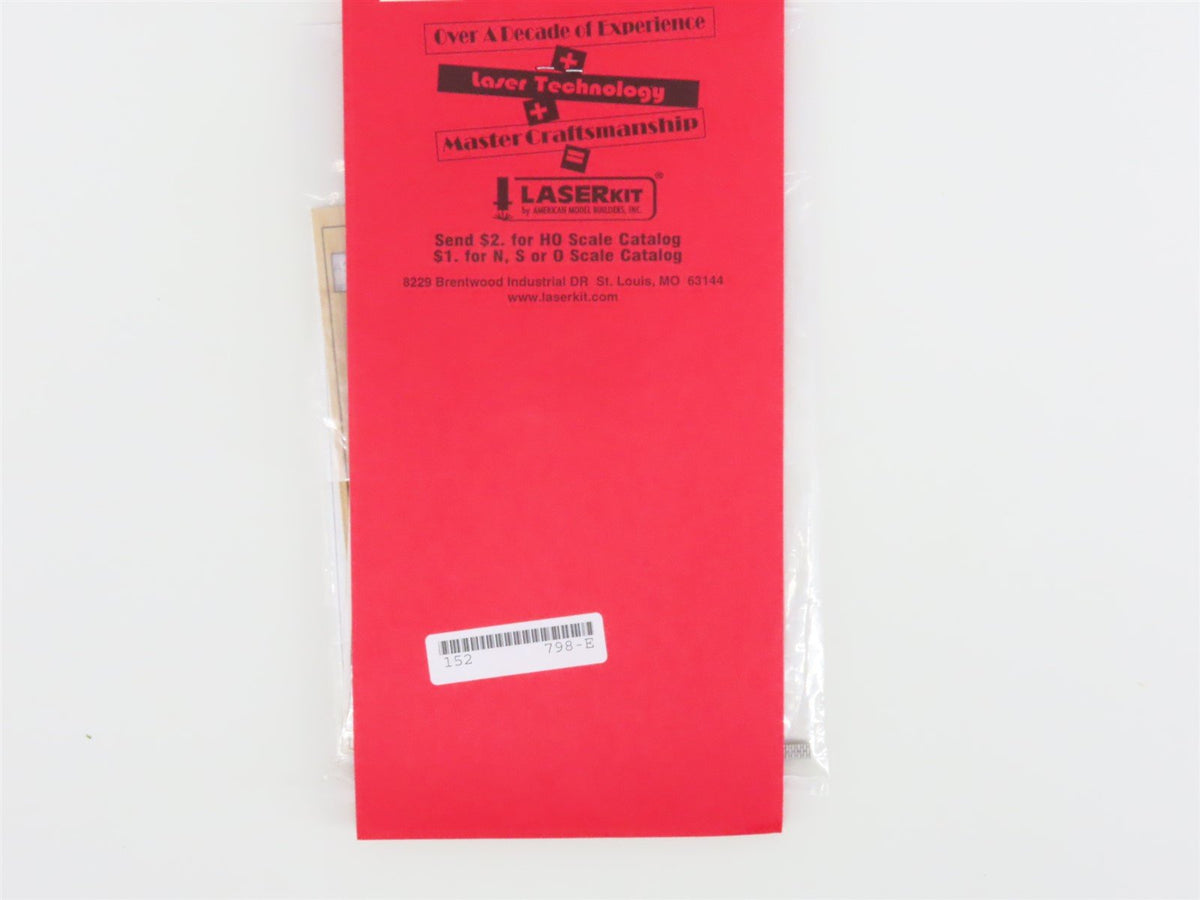 Over A Decade of Experience
+
Laser Technology
+
Master Craftsmanship
=
LASERKIT®
by AMERICAN MODEL BUILDERS, INC.
Send $2. for HO Scale Catalog
$1. for N, S or O Scale Catalog
8229 Brentwood Industrial DR St. Louis, MO 63144
www.laserkit.com
152 798-E